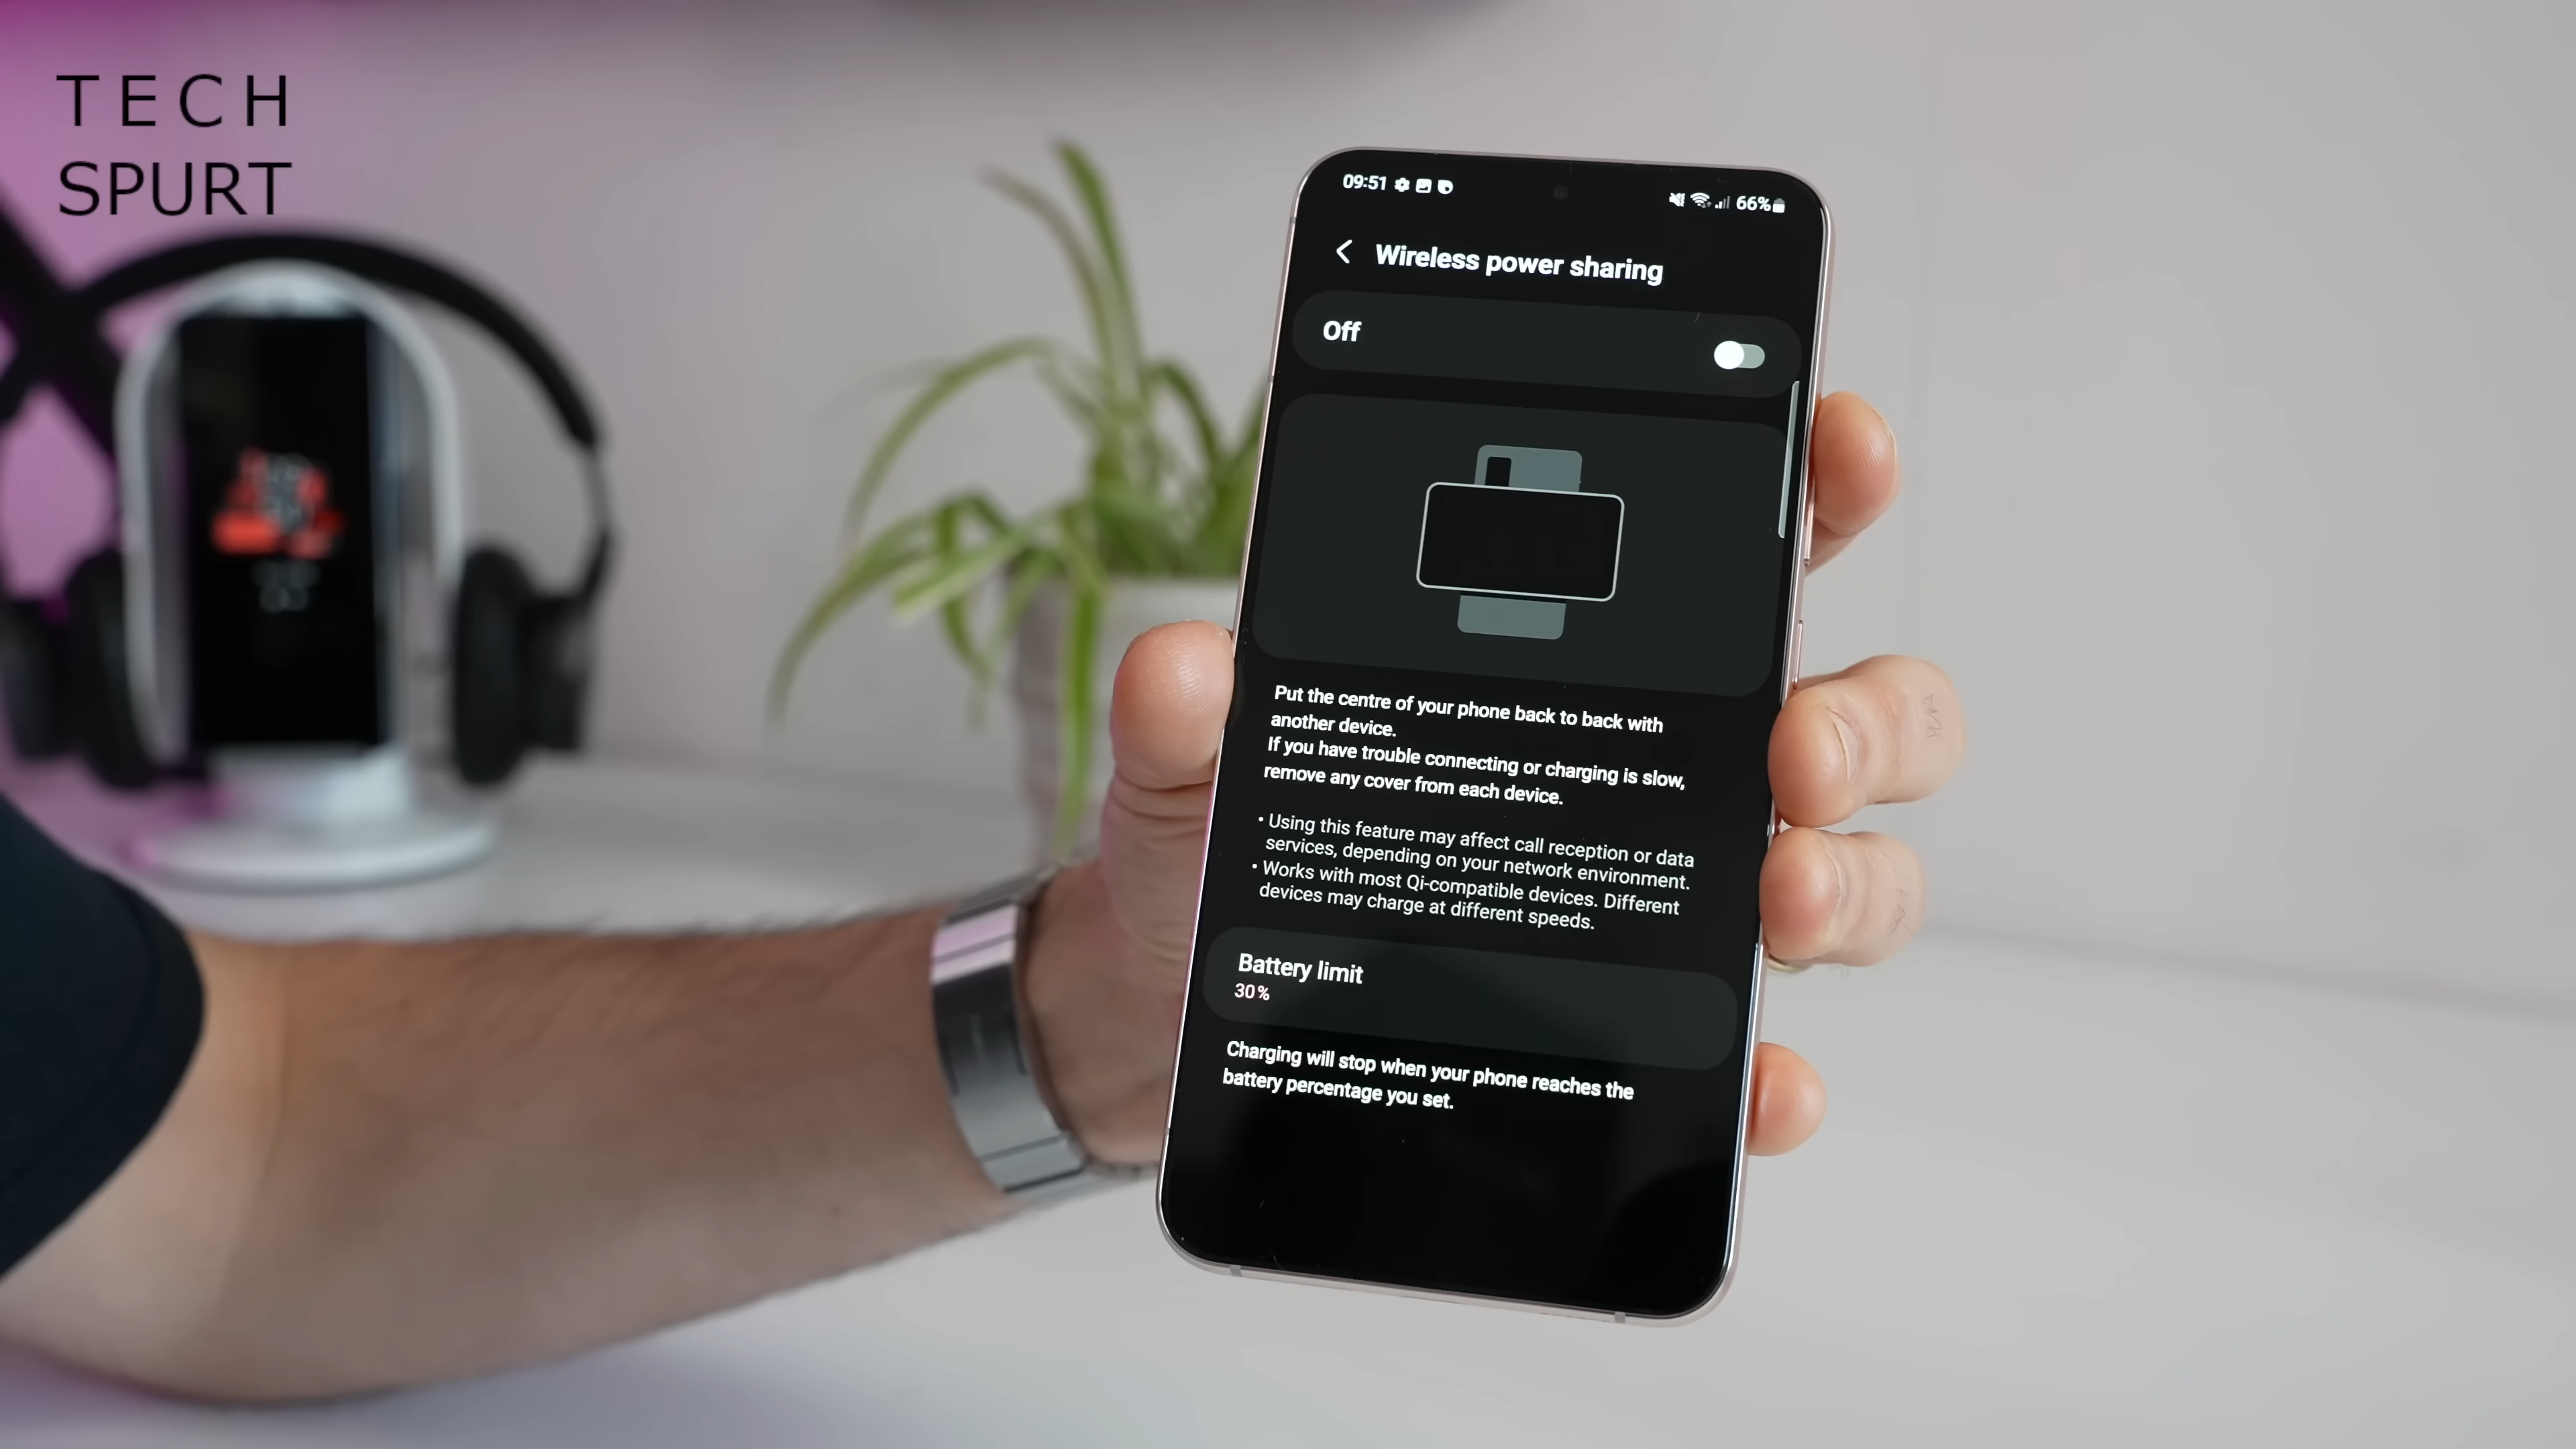 TECH
SPURT
09:51
66%
Wireless power sharing
Off
Put the centre of your phone back to back with
another device.
If you have trouble connecting or charging is slow,
remove any cover from each device.
• Using this feature may affect call reception or data
services, depending on your network environment.
• Works with most Qi-compatible devices. Different
devices may charge at different speeds.
Battery limit
30%
Charging will stop when your phone reaches the
battery percentage you set.